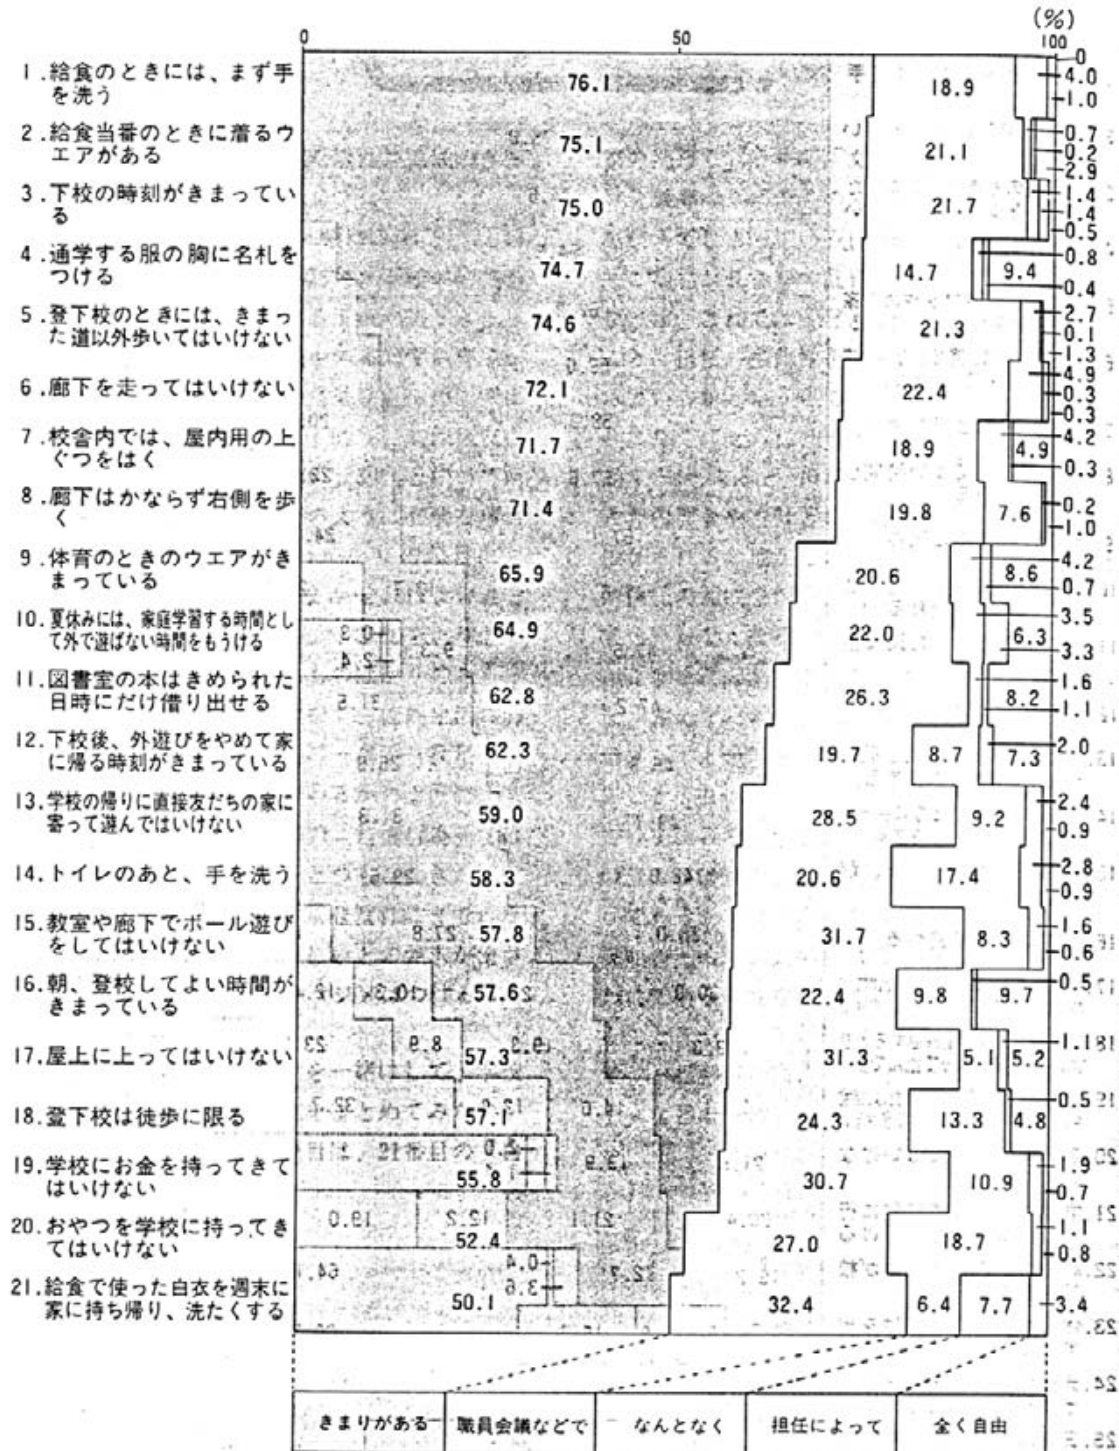 (%)
0 50 100
1.給食のときには、まず手
を洗う
76.1 18.9 0 4.0 1.0
2.給食当番のときに着るウ
エアがある
75.1 21.1 0.7 0.2 2.9
3.下校の時刻がきまってい
る
75.0 21.7 1.4 1.4 0.5
4.通学する服の胸に名札を
つける
74.7 14.7 0.8 9.4 0.4
5.登下校のときには、きまっ
た道以外歩いてはいけない
74.6 21.3 2.7 0.1 1.3
6.廊下を走ってはいけない
72.1 22.4 4.9 0.3 0.3
7.校舎内では、屋内用の上
ぐつをはく
71.7 18.9 4.2 4.9 0.3
8.廊下はかならず右側を歩
く
71.4 19.8 7.6 0.2 1.0
9.体育のときのウエアがき
まっている
65.9 20.6 4.2 8.6 0.7
10.夏休みには、家庭学習する時間とし
て外で遊ばない時間をもうける
64.9 22.0 3.5 6.3 3.3
11.図書室の本はきめられた
日時にだけ借り出せる
62.8 26.3 1.6 8.2 1.1
12.下校後、外遊びをやめて家
に帰る時刻がきまっている
62.3 19.7 8.7 2.0 7.3
13.学校の帰りに直接友だちの家に
寄って遊んではいけない
59.0 28.5 9.2 2.4 0.9
14.トイレのあと、手を洗う
58.3 20.6 17.4 2.8 0.9
15.教室や廊下でボール遊び
をしてはいけない
57.8 31.7 8.3 1.6 0.6
16.朝、登校してよい時間が
きまっている
57.6 22.4 9.8 0.5 9.7
17.屋上に上ってはいけない
57.3 31.3 5.1 1.1 5.2
18.登下校は徒歩に限る
57.1 24.3 13.3 0.5 4.8
19.学校にお金を持ってきて
はいけない
55.8 30.7 10.9 1.9 0.7
20.おやつを学校に持ってき
てはいけない
52.4 27.0 18.7 1.1 0.8
21.給食で使った白衣を週末に
家に持ち帰り、洗たくする
50.1 32.4 6.4 7.7 3.4
きまりがある 職員会議などで なんとなく 担任によって 全く自由